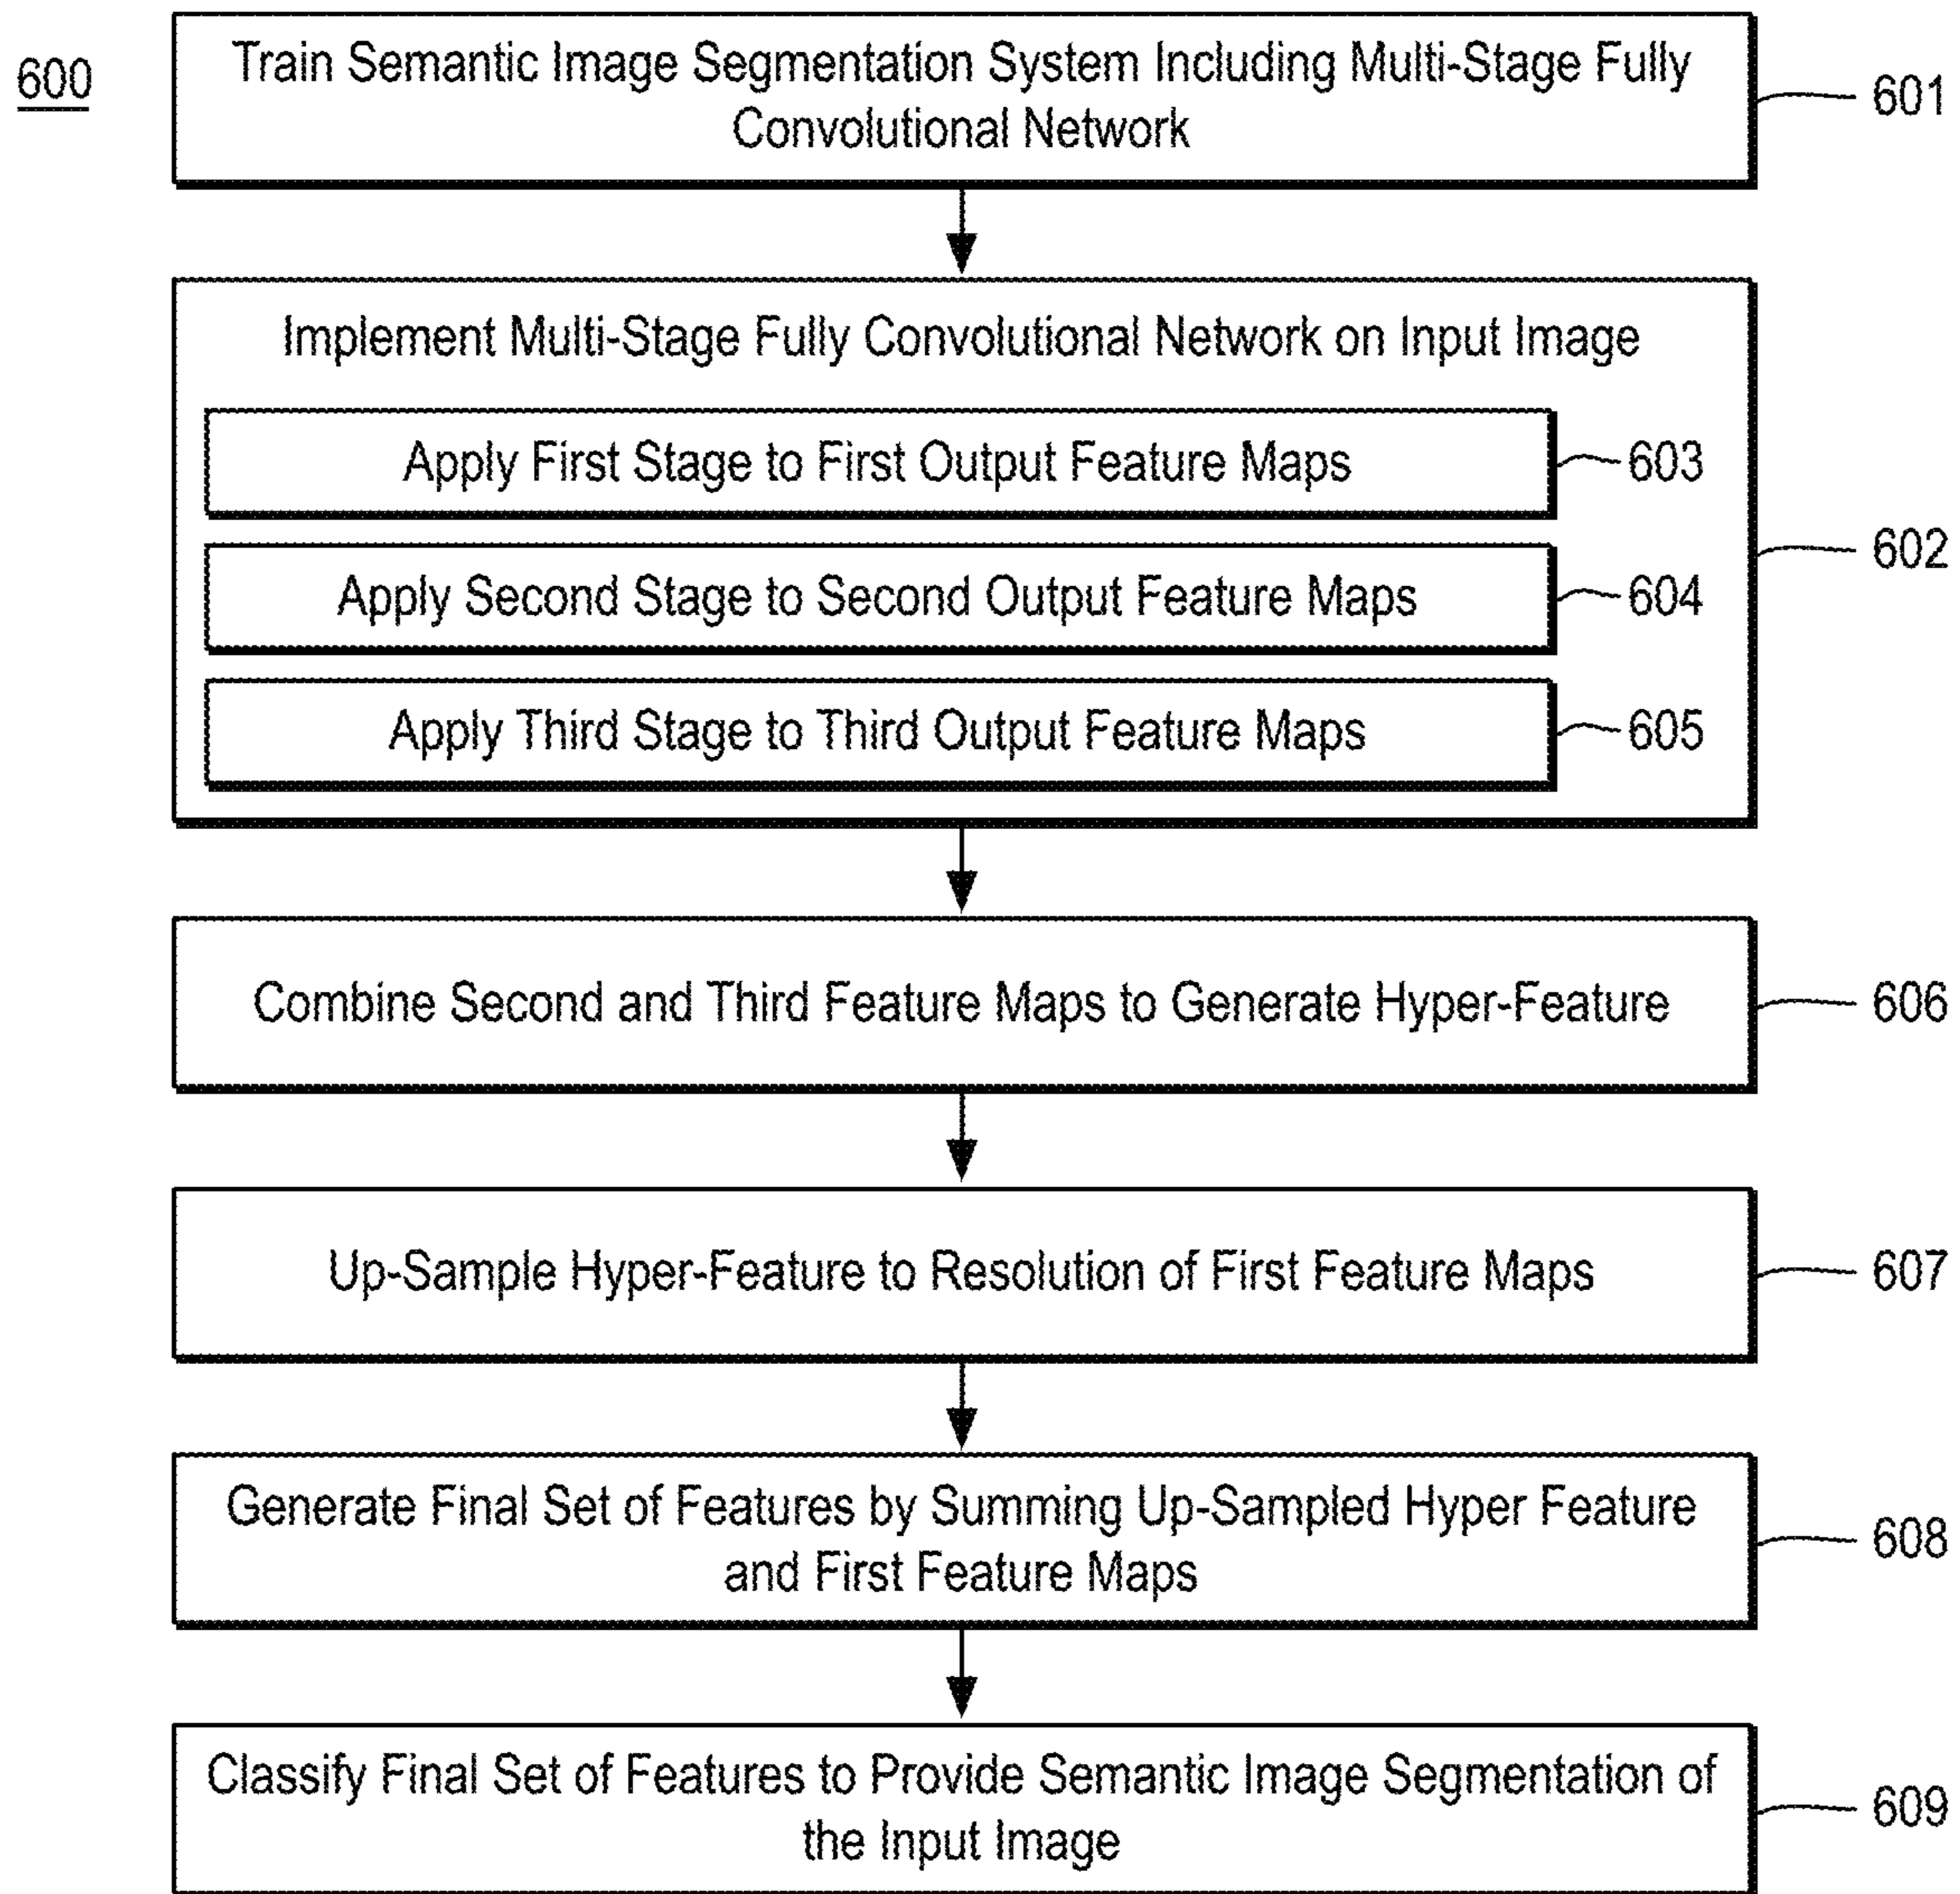 600
Train Semantic Image Segmentation System Including Multi-Stage Fully
Convolutional Network
601
Implement Multi-Stage Fully Convolutional Network on Input Image
Apply First Stage to First Output Feature Maps
603
Apply Second Stage to Second Output Feature Maps
604
Apply Third Stage to Third Output Feature Maps
605
602
Combine Second and Third Feature Maps to Generate Hyper-Feature
606
Up-Sample Hyper-Feature to Resolution of First Feature Maps
607
Generate Final Set of Features by Summing Up-Sampled Hyper Feature
and First Feature Maps
608
Classify Final Set of Features to Provide Semantic Image Segmentation of
the Input Image
609